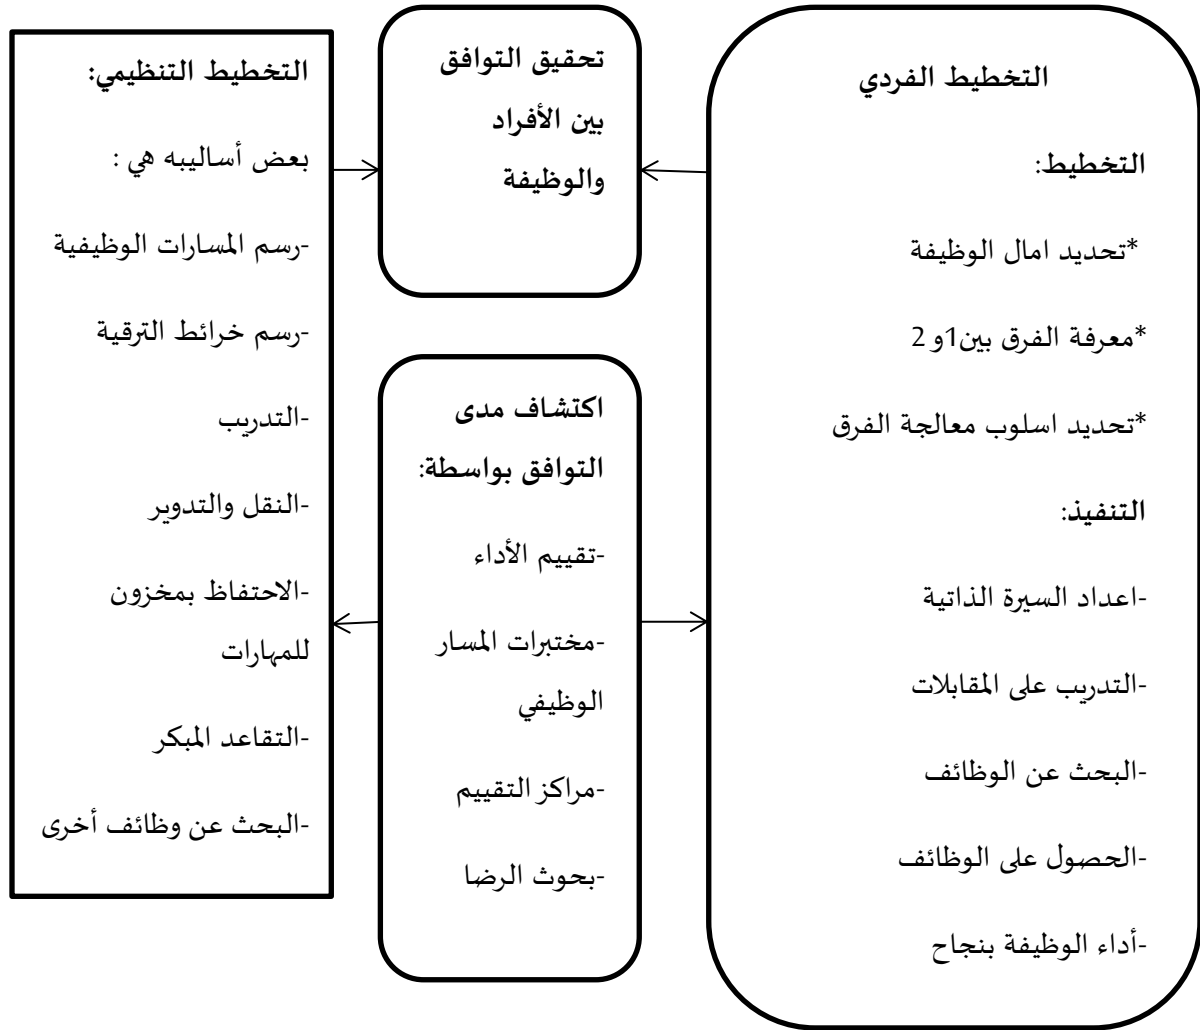 التخطيط الفردي
التخطيط:
*تحديد امال الوظيفة
*معرفة الفرق بين1و 2
*تحديد اسلوب معالجة الفرق
التنفيذ:
-اعداد السيرة الذاتية
-التدريب على المقابلات
-البحث عن الوظائف
-الحصول على الوظائف
-أداء الوظيفة بنجاح
تحقيق التوافق
بين الأفراد
والوظيفة
اكتشاف مدى
التوافق بواسطة:
-تقييم الأداء
-مختبرات المسار
الوظيفي
-مراكز التقييم
-بحوث الرضا
التخطيط التنظيمي:
بعض أساليبه هي :
-رسم المسارات الوظيفية
-رسم خرائط الترقية
-التدريب
-النقل والتدوير
-الاحتفاظ بمخزون
للمهارات
-التقاعد المبكر
-البحث عن وظائف أخرى